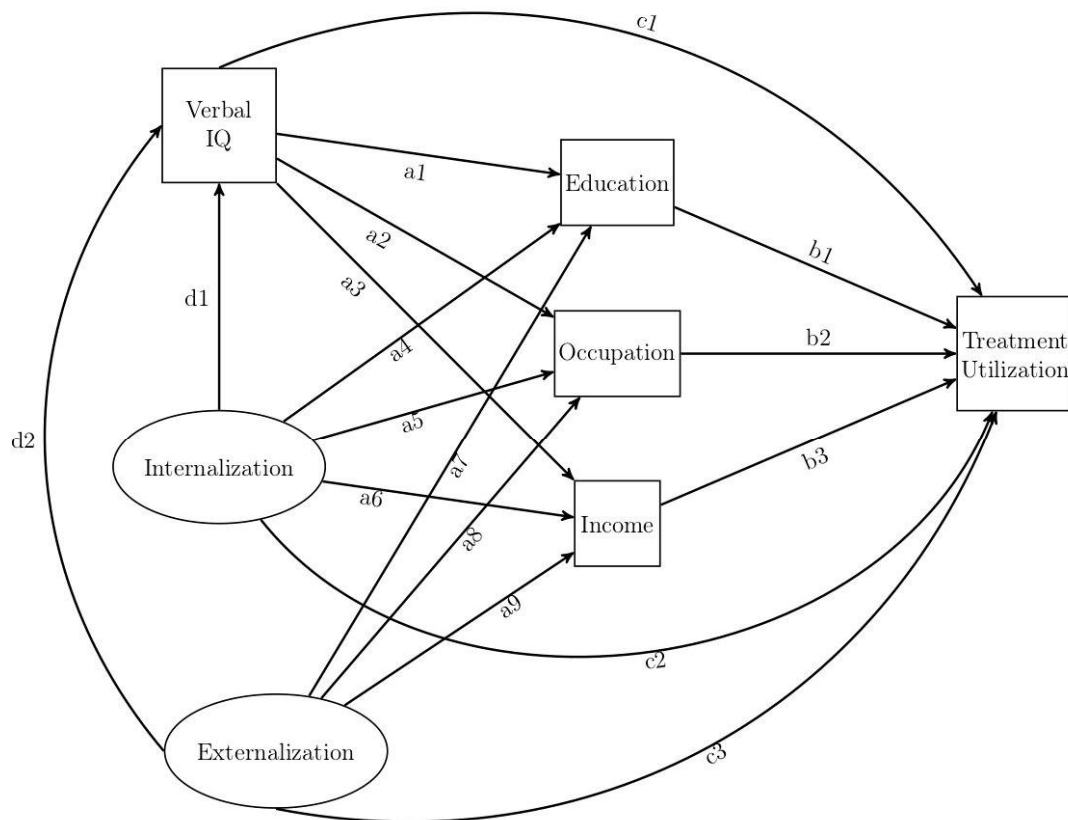 c1
Verbal
IQ
a1
Education
a2
b1
a3
d1
Treatment
Utilization
a4
Occupation
b2
a5
d2
Internalization
a7
b3
a6
Income
a8
a9
c2
Externalization
c3